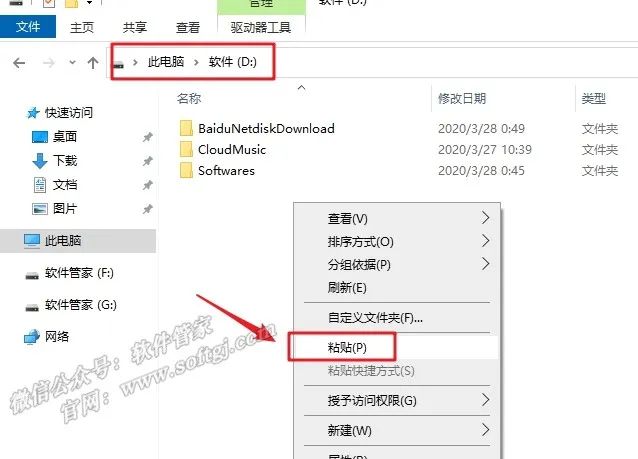 管理
软件 (D:)
文件
主页
共享
查看
驱动器工具
此电脑
软件 (D:)
名称
修改日期
类型
快速访问
桌面
下载
文档
图片
此电脑
软件管家 (F:)
软件管家 (G:)
网络
BaiduNetdiskDownload
2020/3/28 0:49
文件夹
CloudMusic
2020/3/27 10:39
文件夹
Softwares
2020/3/28 0:45
文件夹
查看(V)
排序方式(O)
分组依据(P)
刷新(E)
自定义文件夹(F)...
粘贴(P)
粘贴快捷方式(S)
授予访问权限(G)
新建(W)
属性(R)
微信公众号：软件管家
官网：www.softgj.com